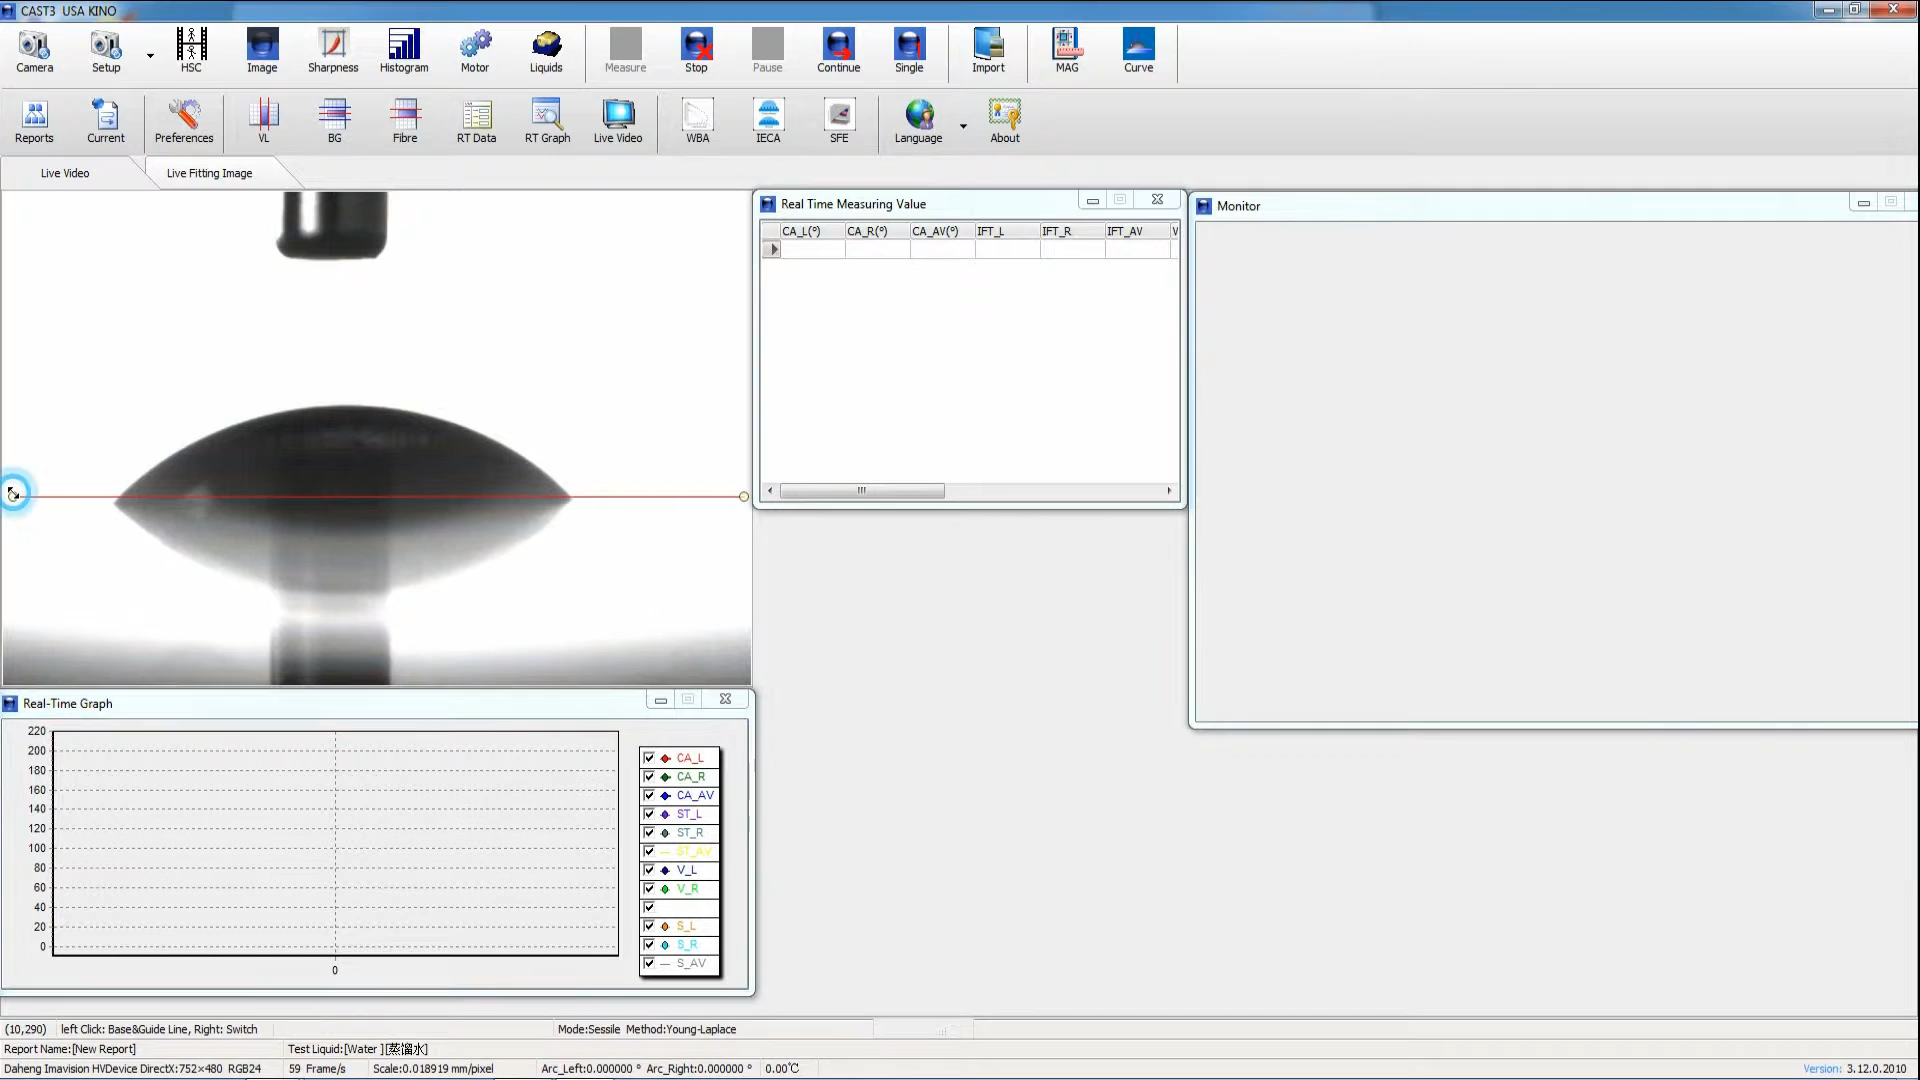 CAST3 USA KINO
Camera Setup HSC Image Sharpness Histogram Motor Liquids Measure Stop Pause Continue Single Import MAG Curve
Reports Current Preferences VL BG Fibre RT Data RT Graph Live Video WBA IECA SFE Language About
Live Video Live Fitting Image
Real Time Measuring Value
CA_L(°) CA_R(°) CA_AV(°) IFT_L IFT_R IFT_AV V
Monitor
Real-Time Graph
220
200
180
160
140
120
100
80
60
40
20
0
0
CA_L
CA_R
CA_AV
ST_L
ST_R
ST_AV
V_L
V_R
S_L
S_R
S_AV
(10,290) left Click: Base&Guide Line, Right: Switch Mode:Sessile Method:Young-Laplace
Report Name:[New Report] Test Liquid:[Water ][蒸馏水]
Daheng Imavision HVDevice DirectX:752×480 RGB24 59 Frame/s Scale:0.018919 mm/pixel Arc_Left:0.000000 ° Arc_Right:0.000000 ° 0.00℃ Version: 3.12.0.2010